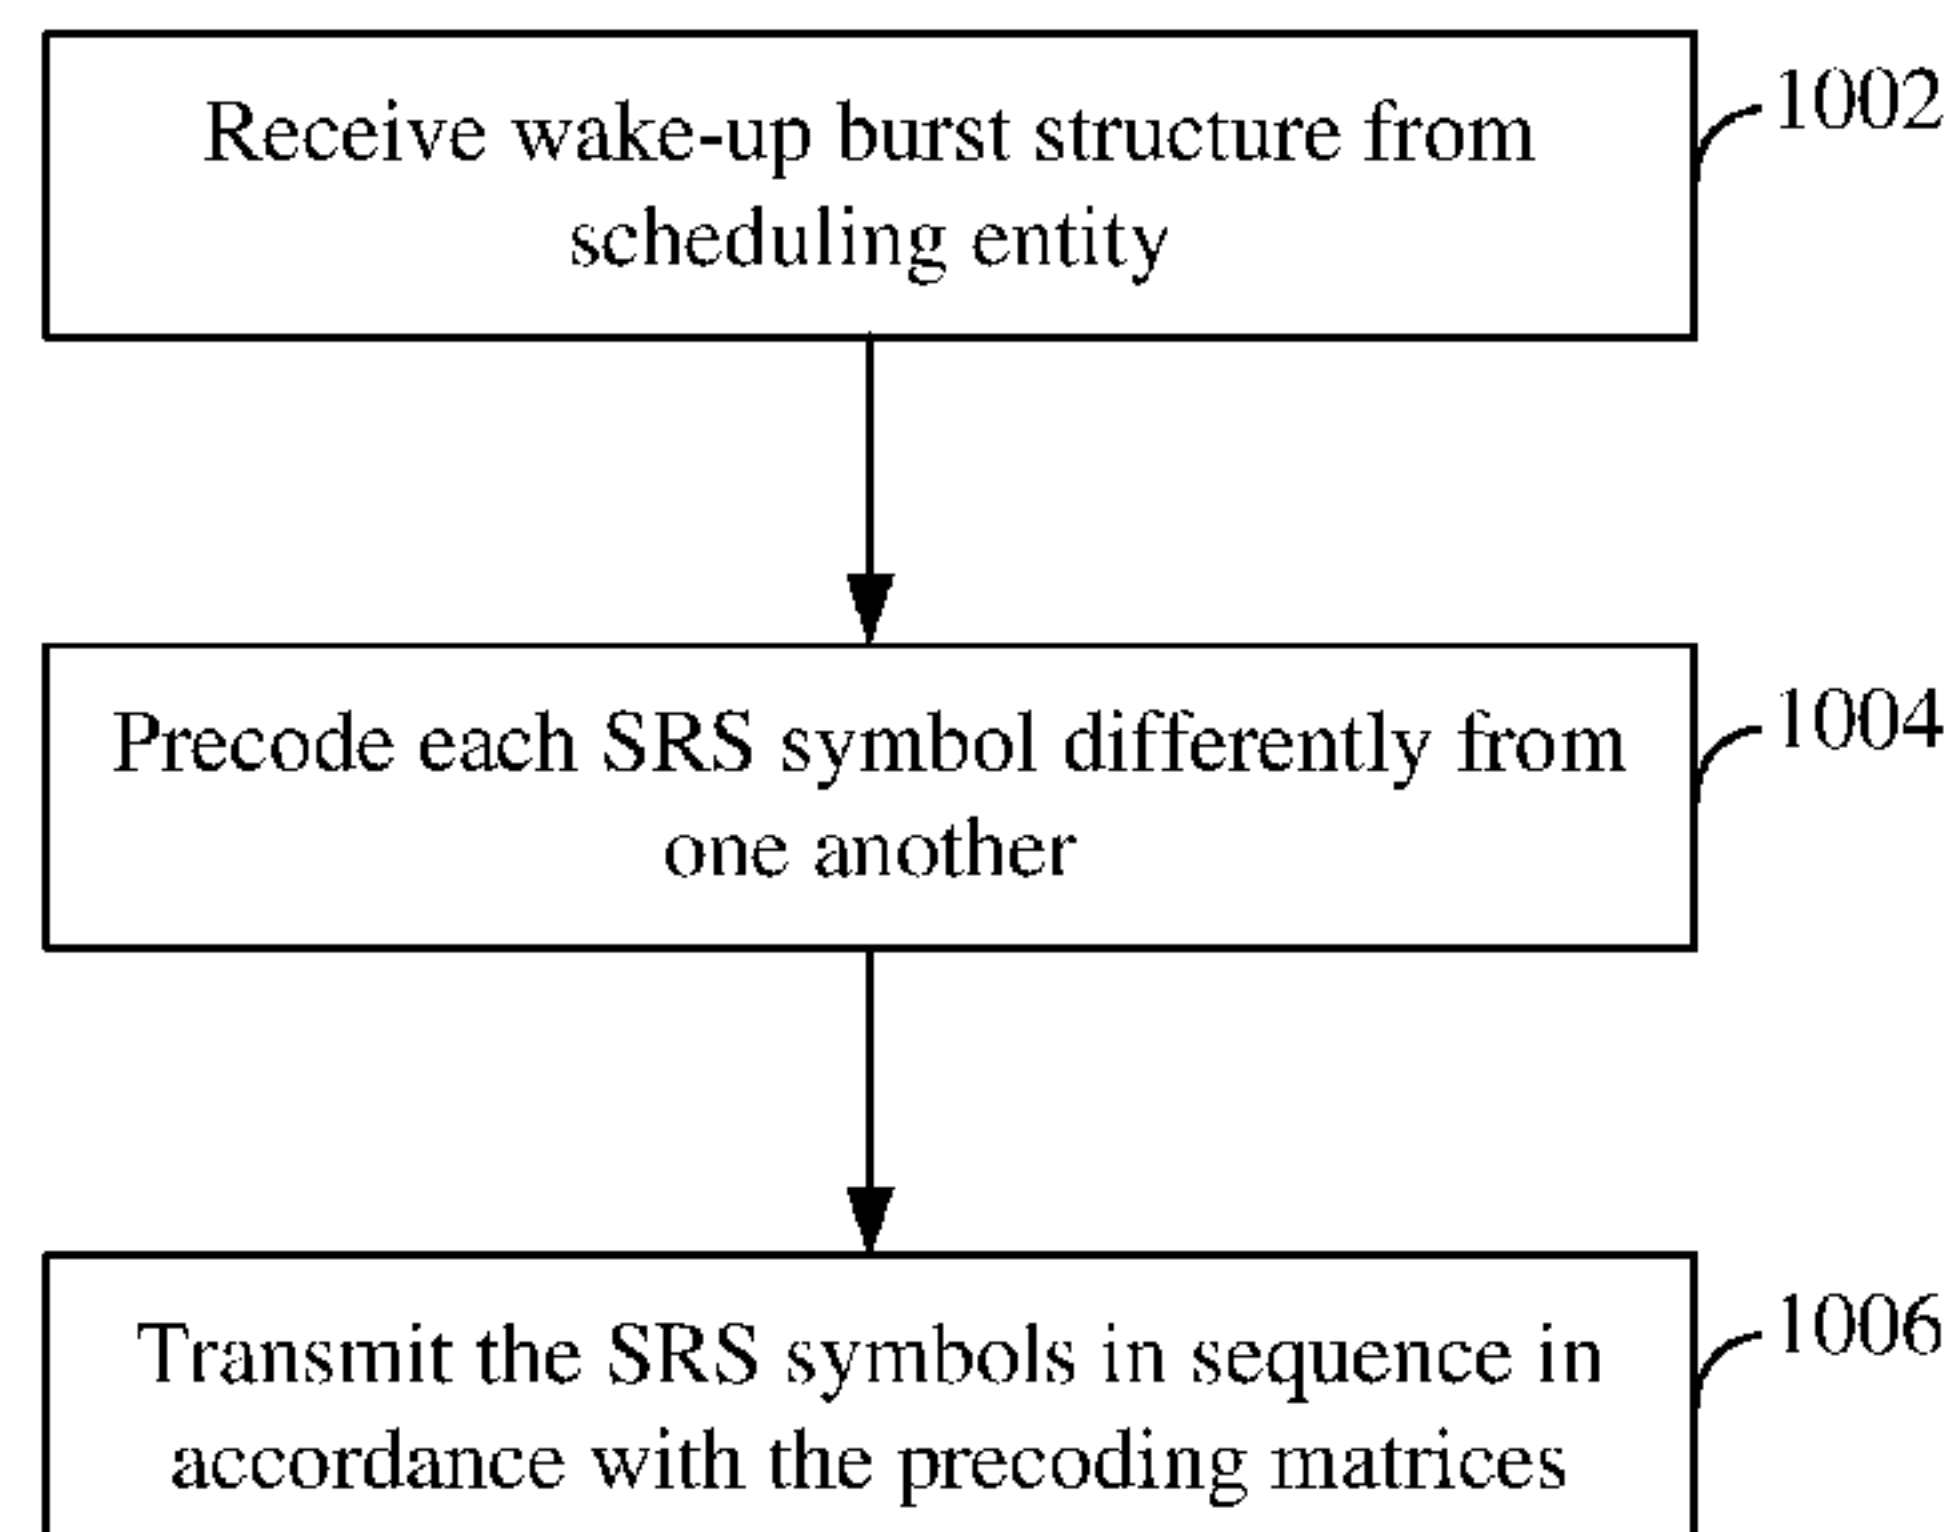 Receive wake-up burst structure from
scheduling entity
1002
Precode each SRS symbol differently from
one another
1004
Transmit the SRS symbols in sequence in
accordance with the precoding matrices
1006